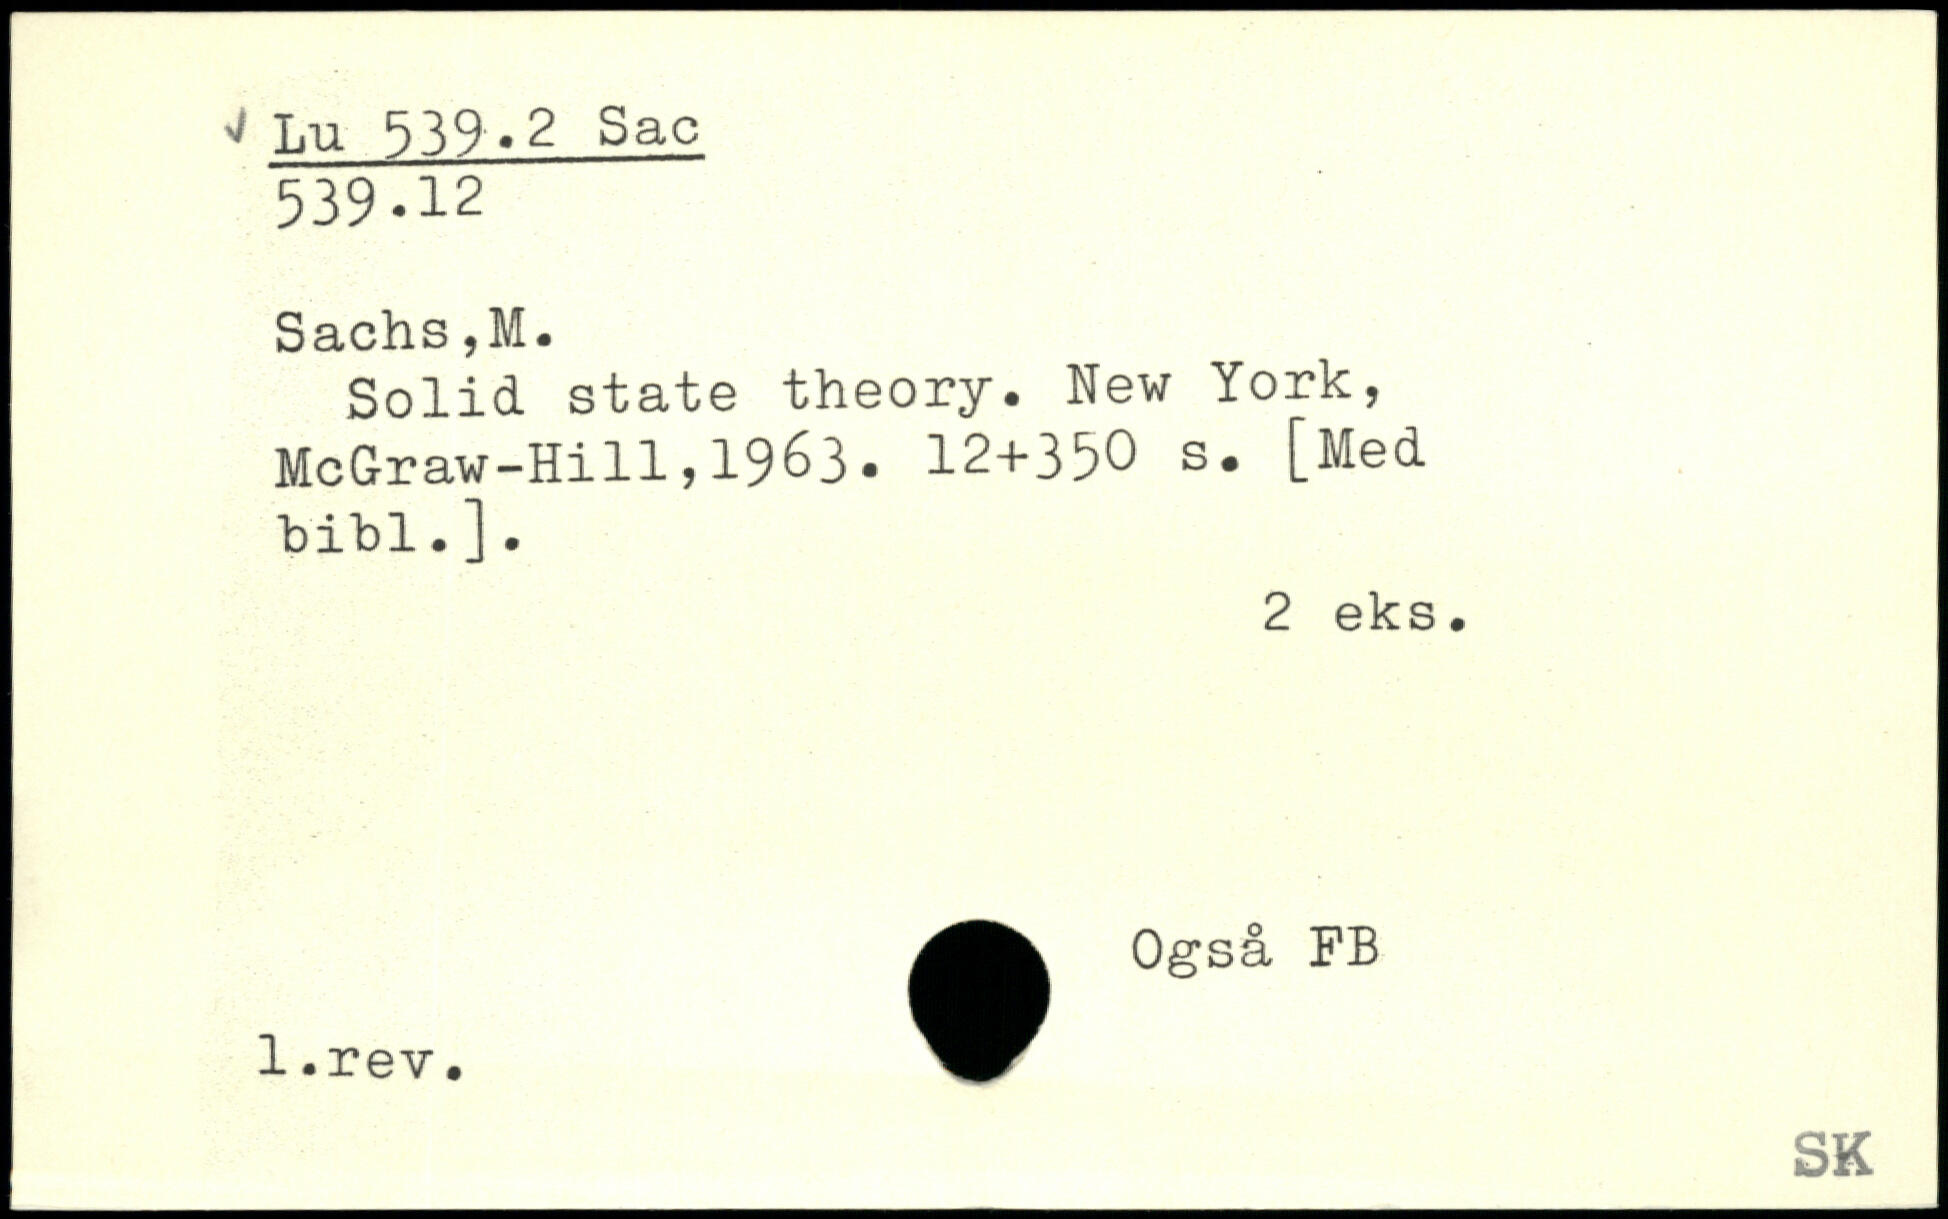 Lu 539.2 Sac
539.12
Sachs,M.
Solid state theory. New York,
McGraw-Hill,1963. 12+350 s. [Med
bibl.].
2 eks.
Også FB
1.rev.
SK